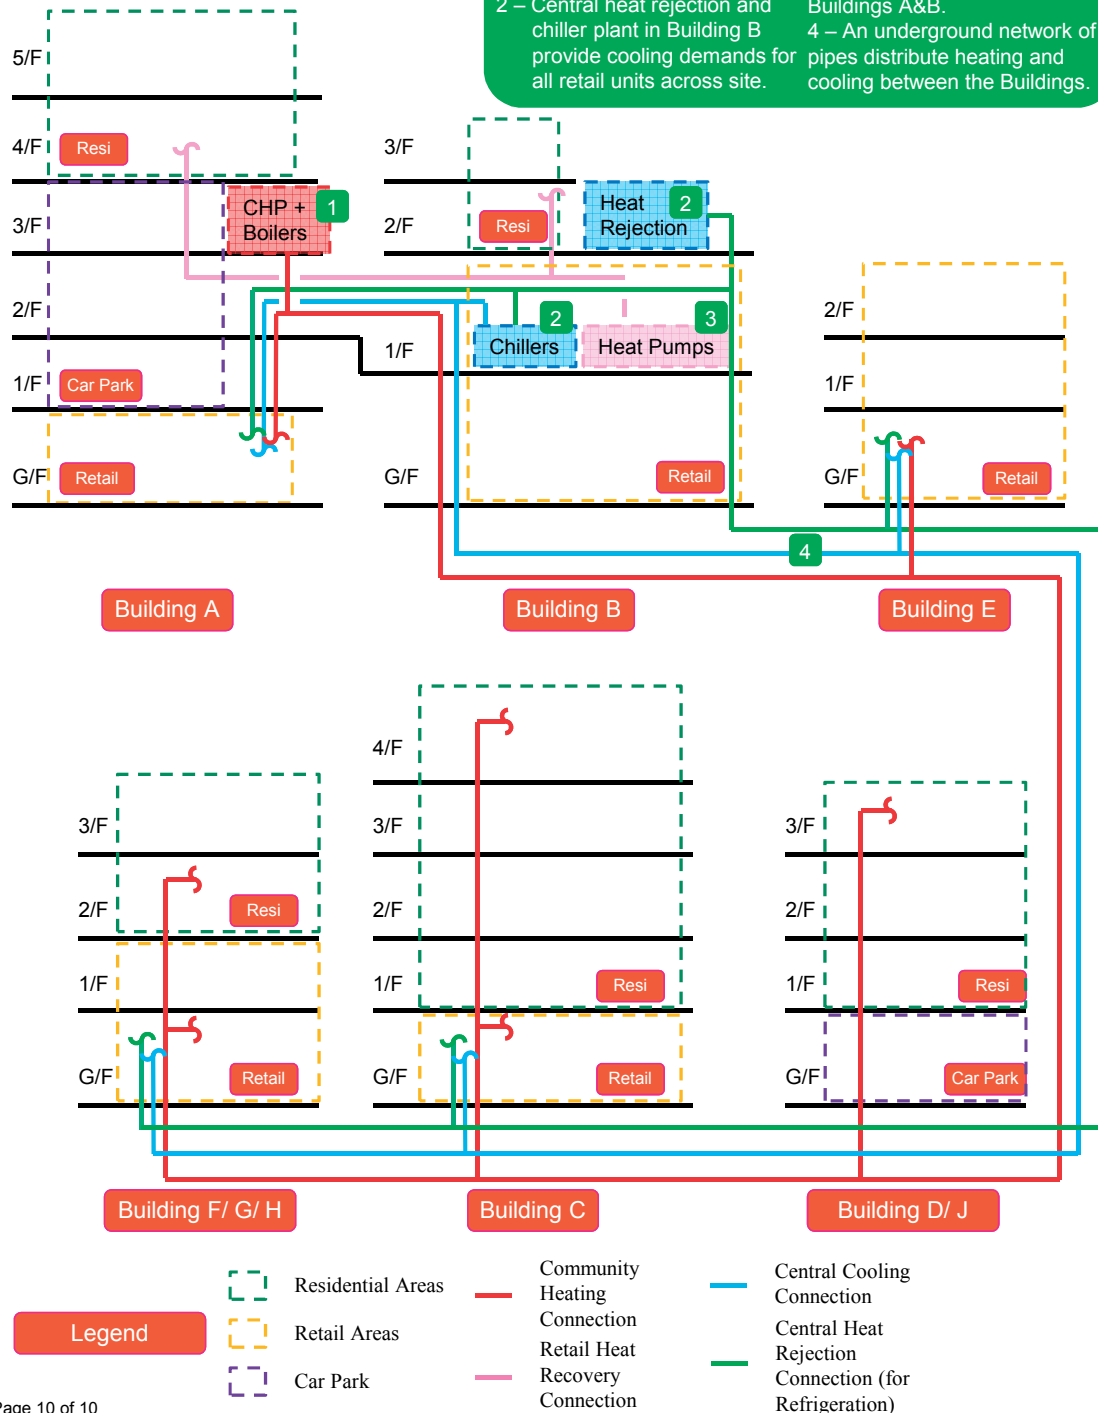 2 – Central heat rejection and
chiller plant in Building B
provide cooling demands for
all retail units across site.
Buildings A&B.
4 – An underground network of
pipes distribute heating and
cooling between the Buildings.
5/F
4/F
Resi
3/F
CHP +
Boilers
1
2/F
1/F
Car Park
G/F
Retail
Building A
3/F
2/F
Resi
Heat
Rejection
2
1/F
Chillers
2
Heat Pumps
3
G/F
Retail
Building B
2/F
1/F
G/F
Retail
4
Building E
3/F
2/F
Resi
1/F
G/F
Retail
Building F/ G/ H
4/F
3/F
2/F
1/F
Resi
G/F
Retail
Building C
3/F
2/F
1/F
Resi
G/F
Car Park
Building D/ J
Legend
Residential Areas
Retail Areas
Car Park
Community
Heating
Connection
Retail Heat
Recovery
Connection
Central Cooling
Connection
Central Heat
Rejection
Connection (for
Refrigeration)
Page 10 of 10